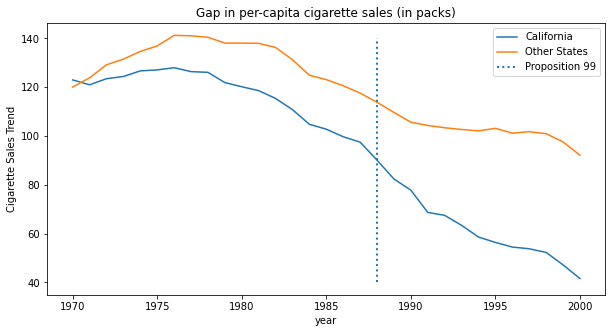 Gap in per-capita cigarette sales (in packs)
California
Other States
Proposition 99
Cigarette Sales Trend
140
120
100
80
60
40
1970
1975
1980
1985
1990
1995
2000
year